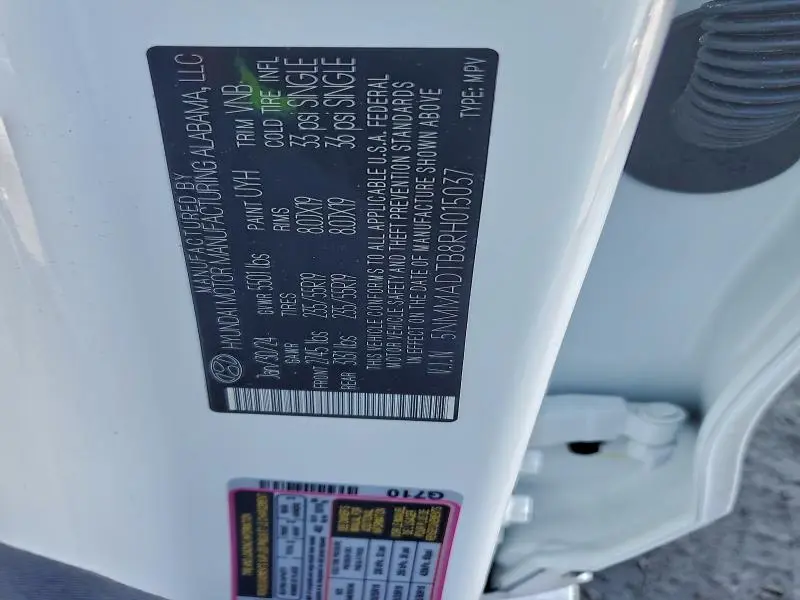 MANUFACTURED BY
HYUNDAI MOTOR MANUFACTURING ALABAMA, LLC
Jan/30/24 GVWR 5501 lbs PAINT UYH TRIM VNB
GAWR TIRES RIMS COLD TIRE INFL
FRONT 2745 lbs 235/55R19 8.0JX19 33 psi SINGLE
REAR 3131 lbs 235/55R19 8.0JX19 36 psi SINGLE
THIS VEHICLE CONFORMS TO ALL APPLICABLE U.S.A. FEDERAL
MOTOR VEHICLE SAFETY AND THEFT PREVENTION STANDARDS
IN EFFECT ON THE DATE OF MANUFACTURE SHOWN ABOVE
V.I.N 5NMMADTB8RH015037
TYPE: MPV
G710